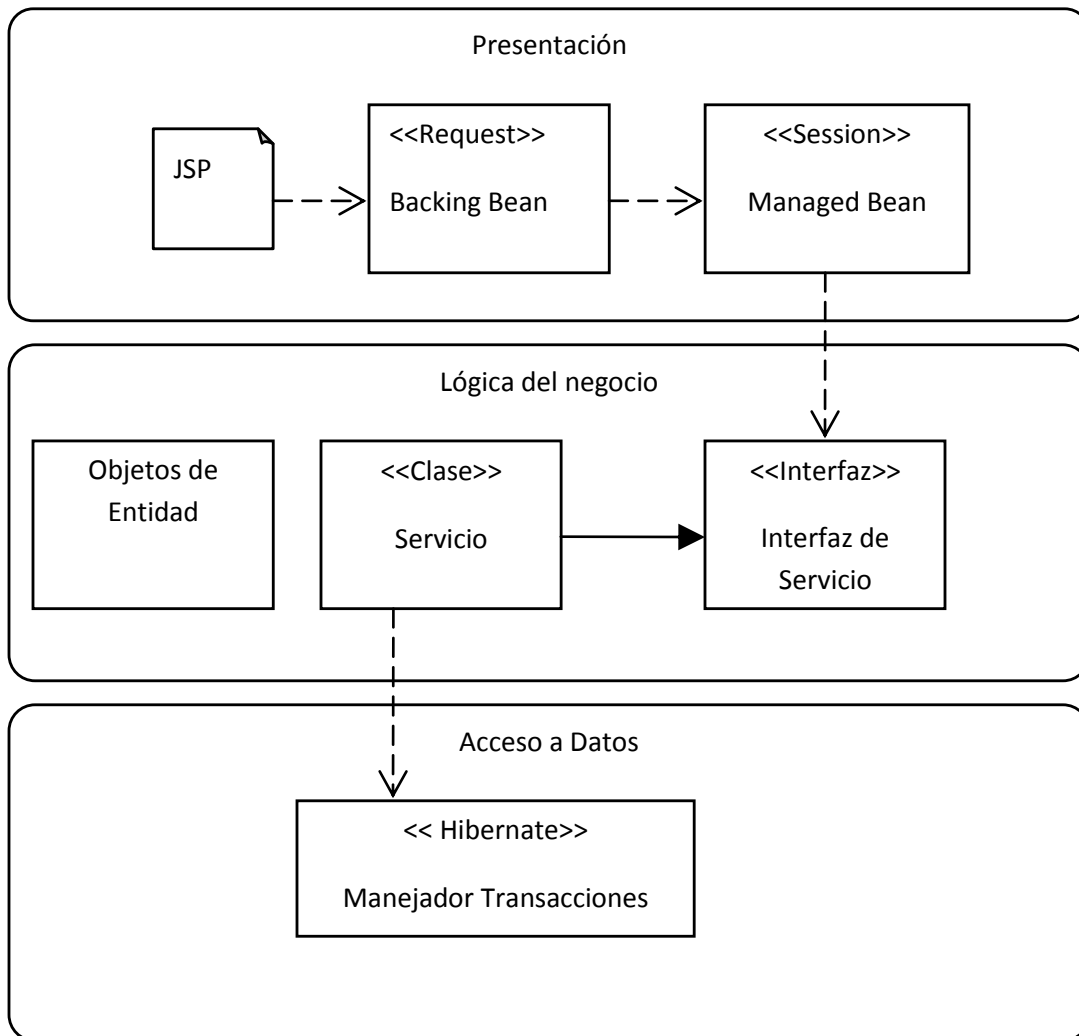 Presentación
JSP
<<Request>>
Backing Bean
<<Session>>
Managed Bean
Lógica del negocio
Objetos de
Entidad
<<Clase>>
Servicio
<<Interfaz>>
Interfaz de
Servicio
Acceso a Datos
<< Hibernate>>
Manejador Transacciones